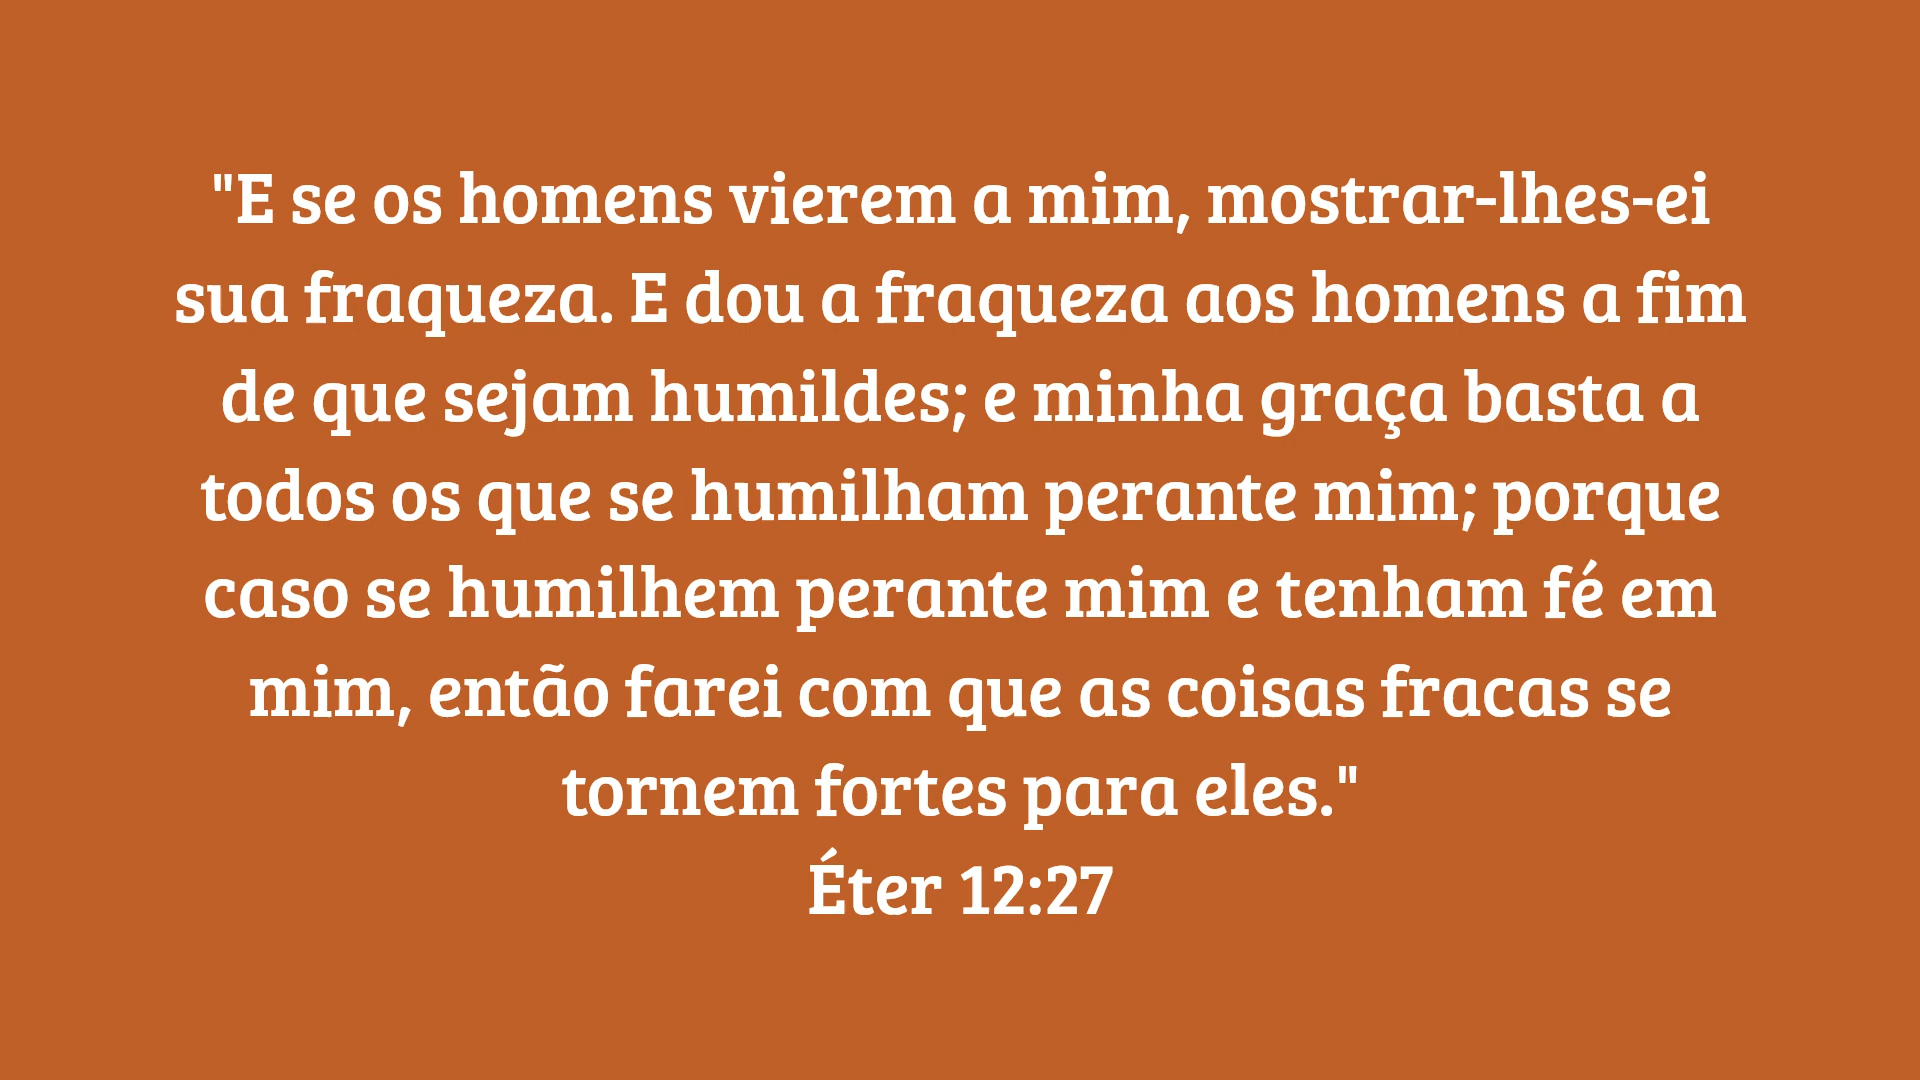 "E se os homens vierem a mim, mostrar-lhes-ei
sua fraqueza. E dou a fraqueza aos homens a fim
de que sejam humildes; e minha graça basta a
todos os que se humilham perante mim; porque
caso se humilhem perante mim e tenham fé em
mim, então farei com que as coisas fracas se
tornem fortes para eles."
Éter 12:27